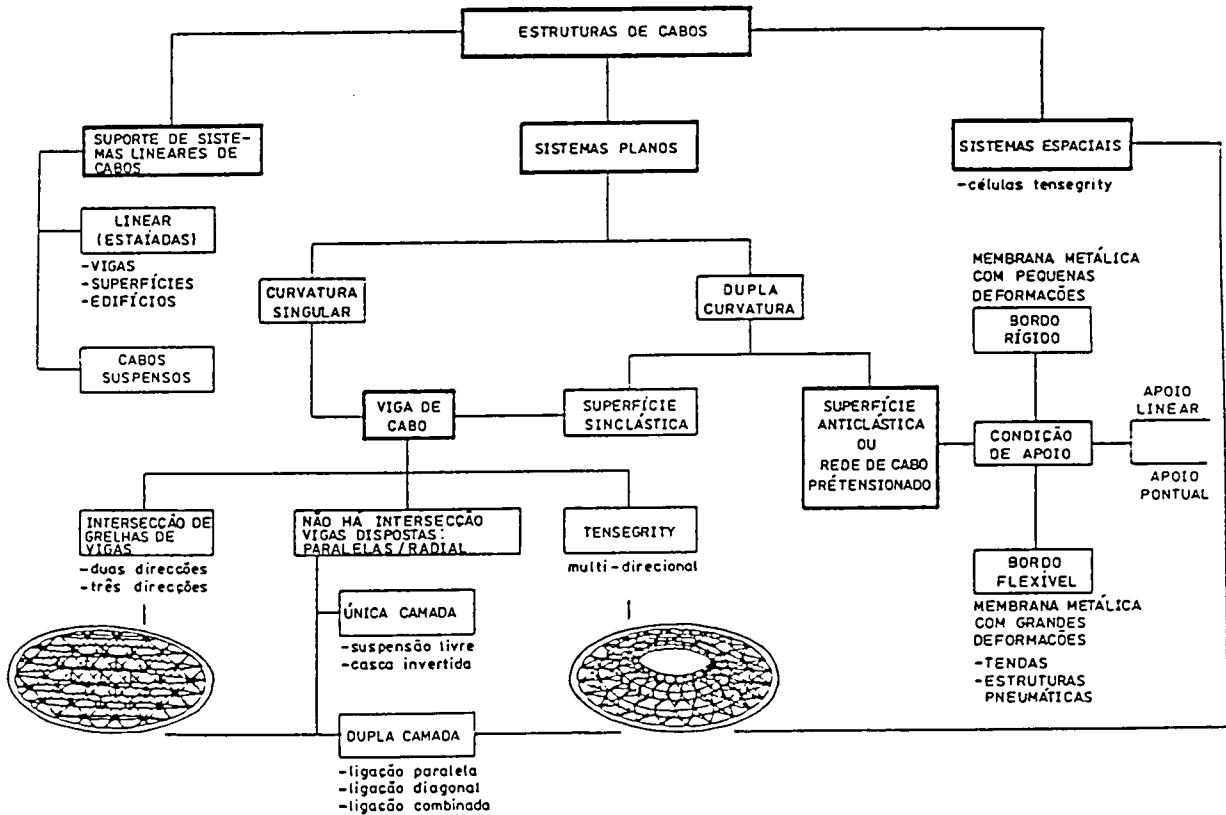 ESTRUTURAS DE CABOS
SUPORTE DE SISTE-
MAS LINEARES DE
CABOS
SISTEMAS PLANOS
SISTEMAS ESPACIAIS
-células tensegrity
LINEAR
(ESTAÍADAS)
-VIGAS
-SUPERFÍCIES
-EDIFÍCIOS
CABOS
SUSPENSOS
CURVATURA
SINGULAR
DUPLA
CURVATURA
MEMBRANA METÁLICA
COM PEQUENAS
DEFORMAÇÕES
BORDO
RÍGIDO
VIGA DE
CABO
SUPERFÍCIE
SINCLÁSTICA
SUPERFÍCIE
ANTICLÁSTICA
OU
REDE DE CABO
PRÉTENSIONADO
CONDIÇÃO
DE APOIO
APOIO
LINEAR
APOIO
PONTUAL
INTERSECÇÃO DE
GRELHAS DE
VIGAS
-duas direccões
-três direcções
NÃO HÁ INTERSECÇÃO
VIGAS DISPOSTAS:
PARALELAS/RADIAL
TENSEGRITY
multi-direcional
BORDO
FLEXÍVEL
MEMBRANA METÁLICA
COM GRANDES
DEFORMAÇÕES
-TENDAS
-ESTRUTURAS
PNEUMÁTICAS
ÚNICA CAMADA
-suspensão livre
-casca invertida
DUPLA CAMADA
-ligação paralela
-ligação diagonal
-ligação combinada